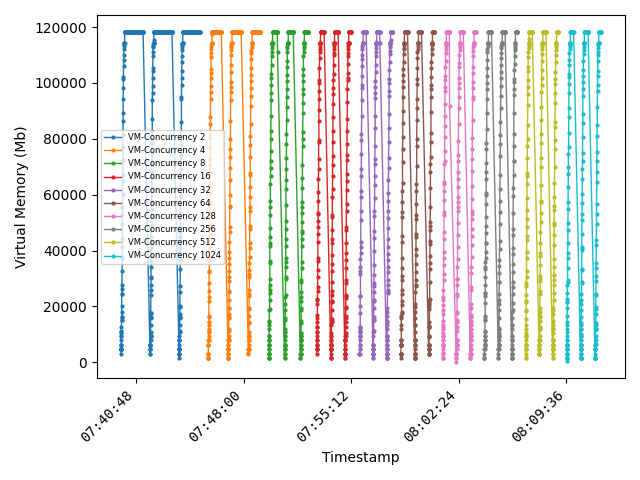 120000
100000
80000
60000
40000
20000
0
Virtual Memory (Mb)
VM-Concurrency 2
VM-Concurrency 4
VM-Concurrency 8
VM-Concurrency 16
VM-Concurrency 32
VM-Concurrency 64
VM-Concurrency 128
VM-Concurrency 256
VM-Concurrency 512
VM-Concurrency 1024
07:40:48
07:48:00
07:55:12
08:02:24
08:09:36
Timestamp